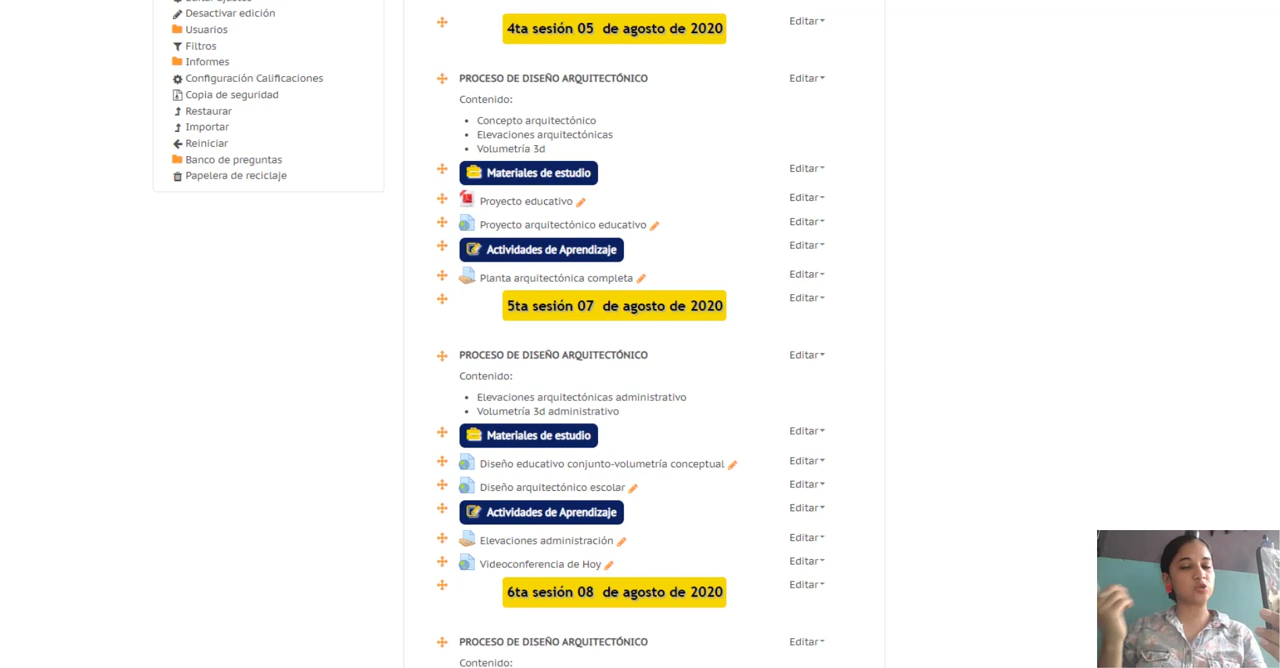 Desactivar edición
Usuarios
Filtros
Informes
Configuración Calificaciones
Copia de seguridad
Restaurar
Importar
Reiniciar
Banco de preguntas
Papelera de reciclaje
4ta sesión 05 de agosto de 2020
Editar
PROCESO DE DISEÑO ARQUITECTÓNICO
Editar
Contenido:
Concepto arquitectónico
Elevaciones arquitectónicas
Volumetría 3d
Materiales de estudio
Editar
Proyecto educativo
Editar
Proyecto arquitectónico educativo
Editar
Actividades de Aprendizaje
Editar
Planta arquitectónica completa
Editar
5ta sesión 07 de agosto de 2020
Editar
PROCESO DE DISEÑO ARQUITECTÓNICO
Editar
Contenido:
Elevaciones arquitectónicas administrativo
Volumetría 3d administrativo
Materiales de estudio
Editar
Diseño educativo conjunto-volumetría conceptual
Editar
Diseño arquitectónico escolar
Editar
Actividades de Aprendizaje
Editar
Elevaciones administración
Editar
Videoconferencia de Hoy
Editar
6ta sesión 08 de agosto de 2020
Editar
PROCESO DE DISEÑO ARQUITECTÓNICO
Editar
Contenido: